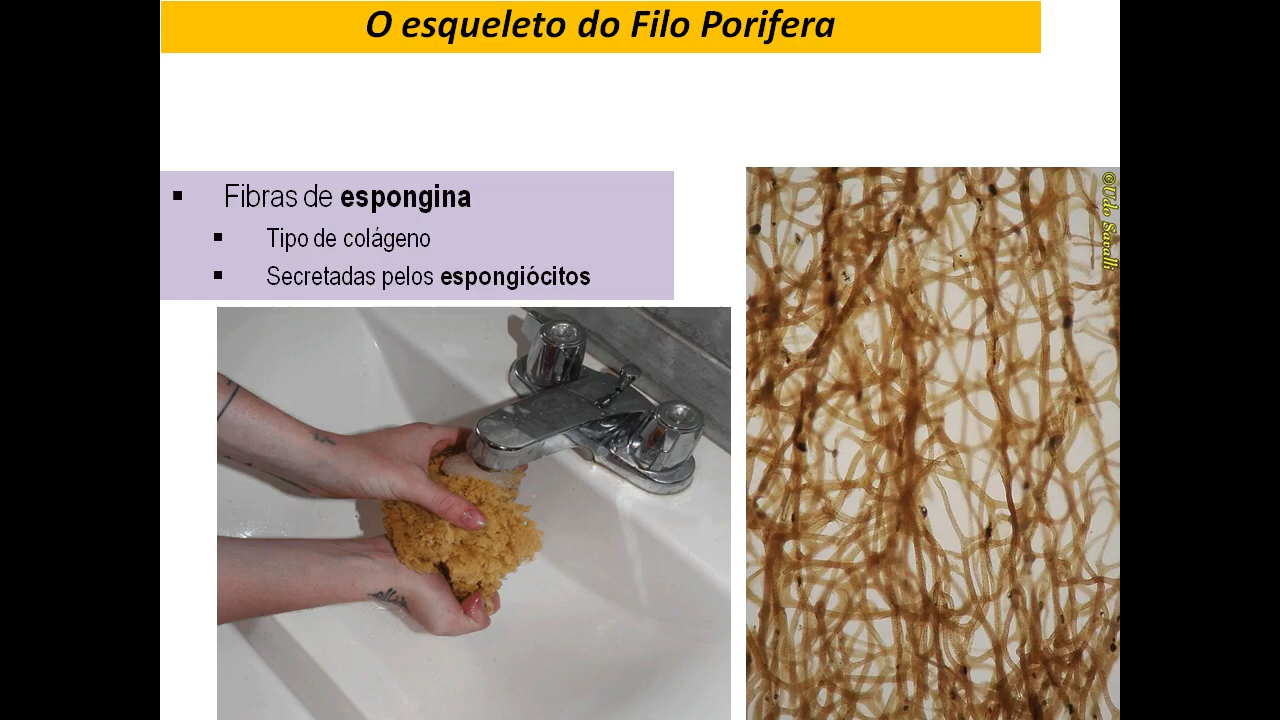 O esqueleto do Filo Porifera
Fibras de espongina
Tipo de colágeno
Secretadas pelos espongiócitos
©Udo Savalli